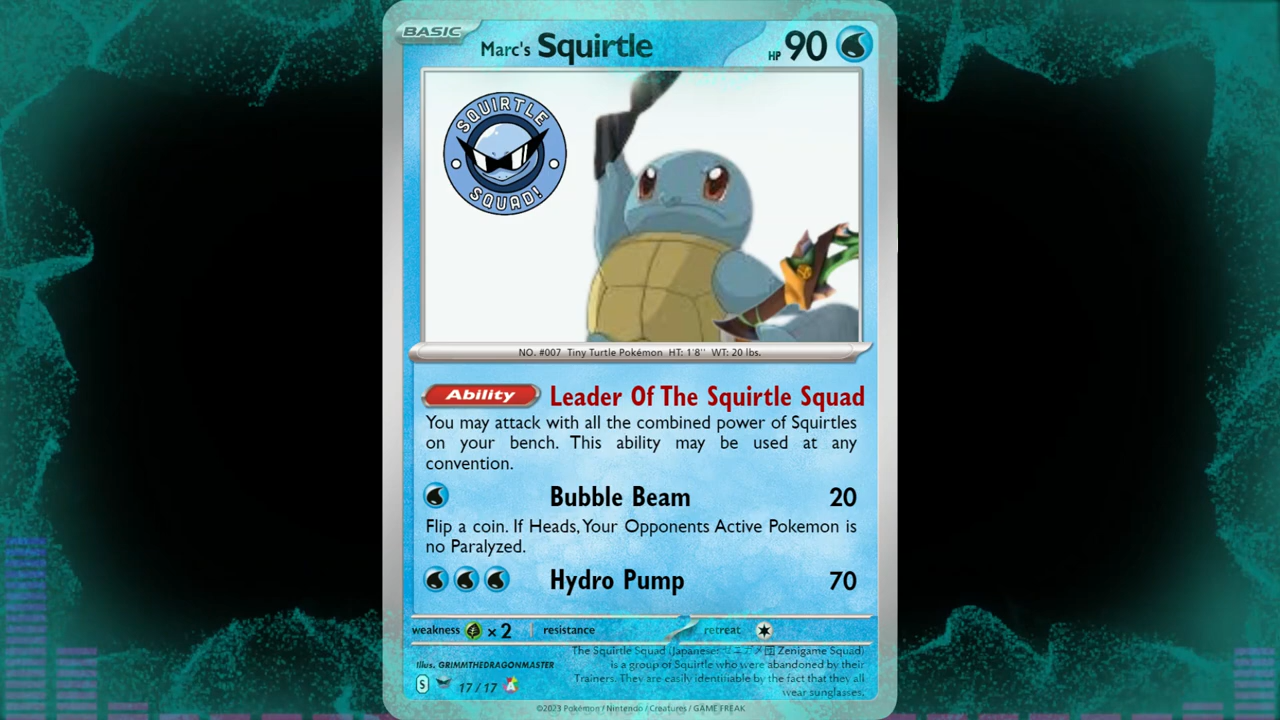 BASIC
Marc's Squirtle
HP 90
SQUIRTLE
SQUAD!
NO. #007 Tiny Turtle Pokémon HT: 1'8'' WT: 20 lbs.
Ability Leader Of The Squirtle Squad
You may attack with all the combined power of Squirtles
on your bench. This ability may be used at any
convention.
Bubble Beam 20
Flip a coin. If Heads, Your Opponents Active Pokemon is
no Paralyzed.
Hydro Pump 70
weakness ×2 resistance retreat
The Squirtle Squad (Japanese: Zenigame Squad)
is a group of Squirtle who were abandoned by their
Trainers. They are easily identifiable by the fact that they all
wear sunglasses.
Illus. GRIMMTHEDRAGONMASTER
S 17/17
©2023 Pokémon / Nintendo / Creatures / GAME FREAK